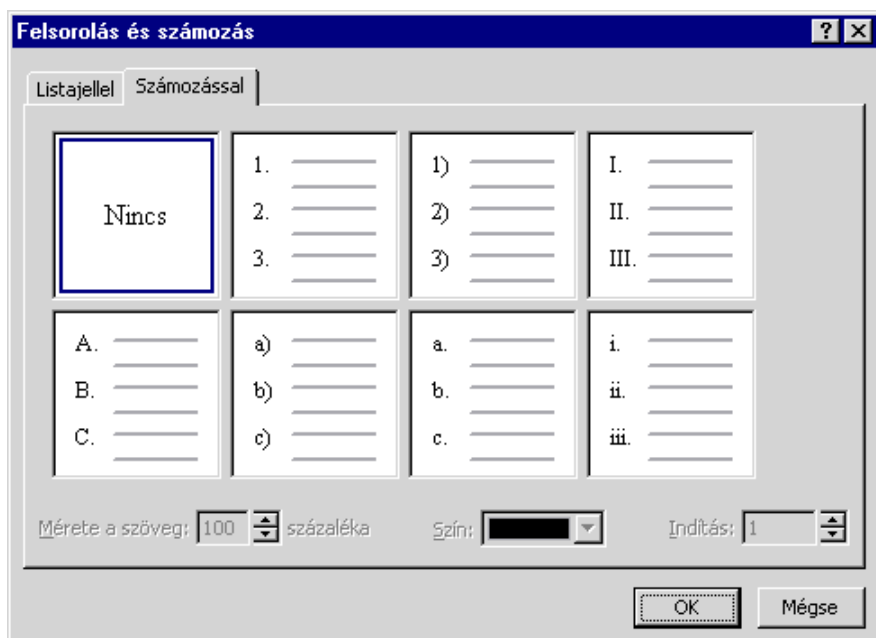 Felsorolás és számozás
Listajellel Számozással
Nincs
1.
2.
3.
1)
2)
3)
I.
II.
III.
A.
B.
C.
a)
b)
c)
a.
b.
c.
i.
ii.
iii.
Mérete a szöveg: 100 százaléka Szín: Indítás: 1
OK Mégse